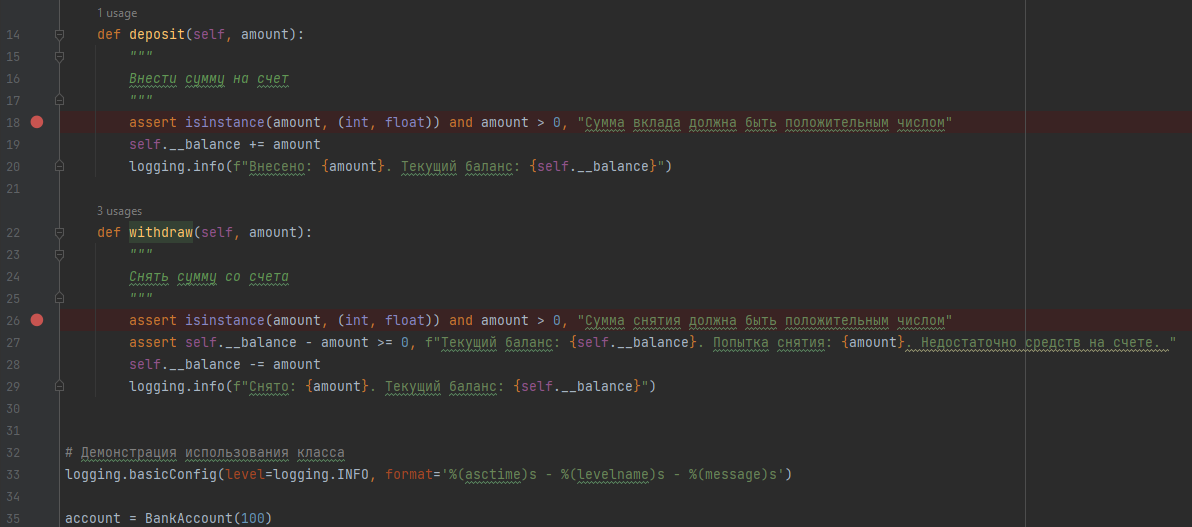 1 usage
14 def deposit(self, amount):
15 """
16 Внести сумму на счет
17 """
18 assert isinstance(amount, (int, float)) and amount > 0, "Сумма вклада должна быть положительным числом"
19 self.__balance += amount
20 logging.info(f"Внесено: {amount}. Текущий баланс: {self.__balance}")
21
3 usages
22 def withdraw(self, amount):
23 """
24 Снять сумму со счета
25 """
26 assert isinstance(amount, (int, float)) and amount > 0, "Сумма снятия должна быть положительным числом"
27 assert self.__balance - amount >= 0, f"Текущий баланс: {self.__balance}. Попытка снятия: {amount}. Недостаточно средств на счете. "
28 self.__balance -= amount
29 logging.info(f"Снято: {amount}. Текущий баланс: {self.__balance}")
30
31
32 # Демонстрация использования класса
33 logging.basicConfig(level=logging.INFO, format='%(asctime)s - %(levelname)s - %(message)s')
34
35 account = BankAccount(100)